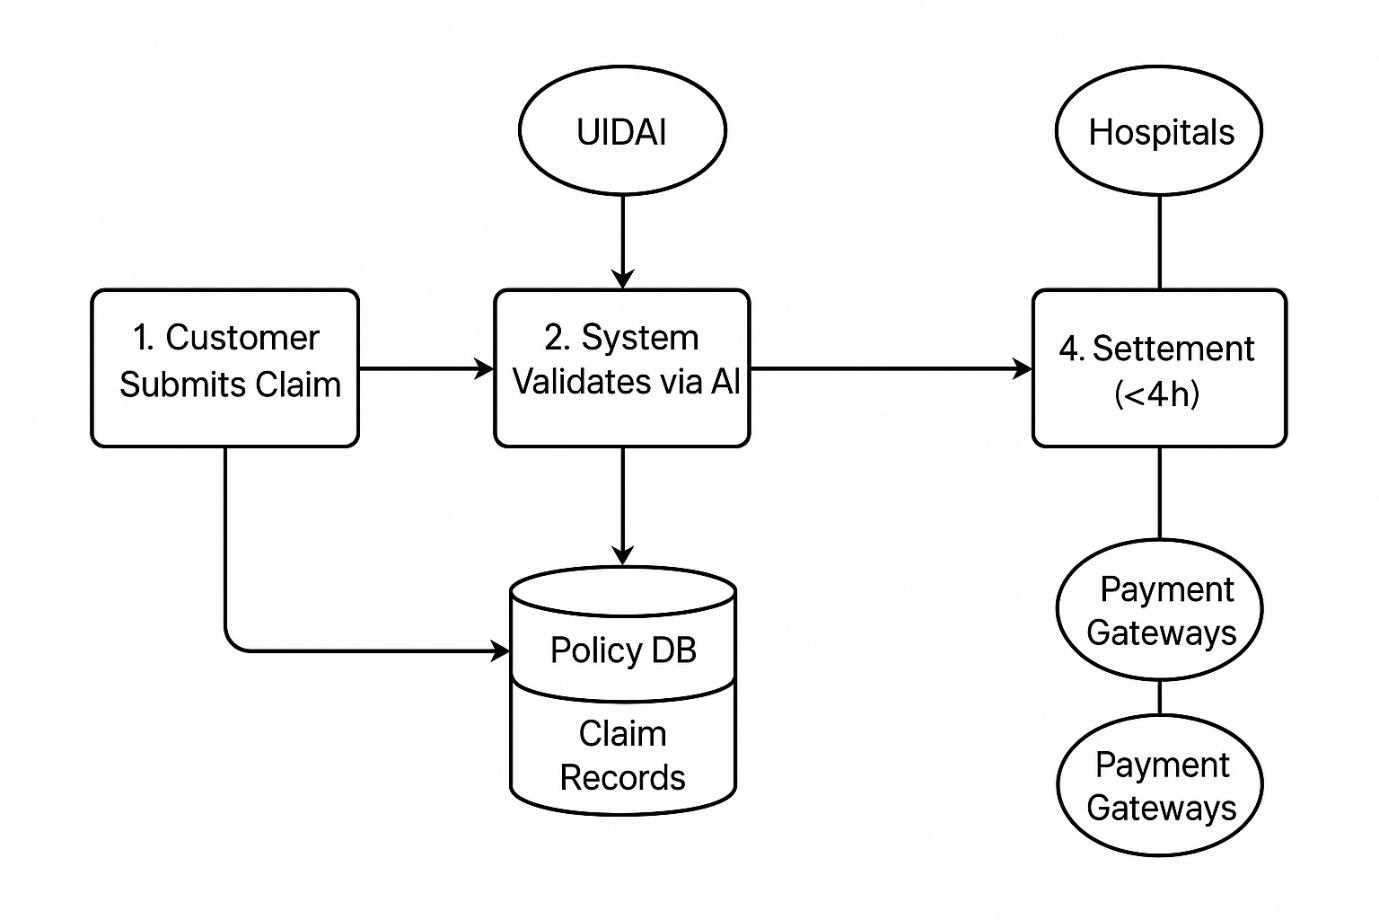 UIDAI
Hospitals
1. Customer
Submits Claim
2. System
Validates via AI
4. Settement
(<4h)
Policy DB
Claim
Records
Payment
Gateways
Payment
Gateways